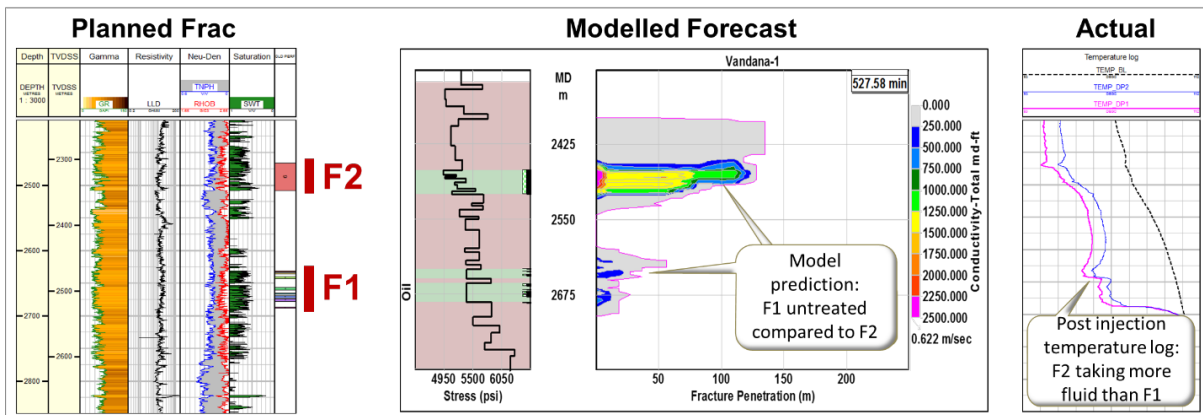 Planned Frac
Modelled Forecast
Actual
Depth TVDSS Gamma Resistivity Neu-Den Saturation
DEPTH
METRES
1 : 3000
TVDSS
METRES
GR
LLD
TNPH
RHOB
SWT
2300
2500
2600
2700
2800
2300
2400
2500
2600
F2
F1
Vandana-1
527.58 min
MD
m
2425
2550
2675
Oil
4950 5500 6050
Stress (psi)
50 100 150 200
Fracture Penetration (m)
0.000
250.000
500.000
750.000
1000.000
1250.000
1500.000
1750.000
2000.000
2250.000
2500.000
0.622 m/sec
Conductivity-Total md-ft
Model
prediction:
F1 untreated
compared to F2
Temperature log
TEMP_BL
TEMP_DP2
TEMP_DP1
Post injection
temperature log:
F2 taking more
fluid than F1